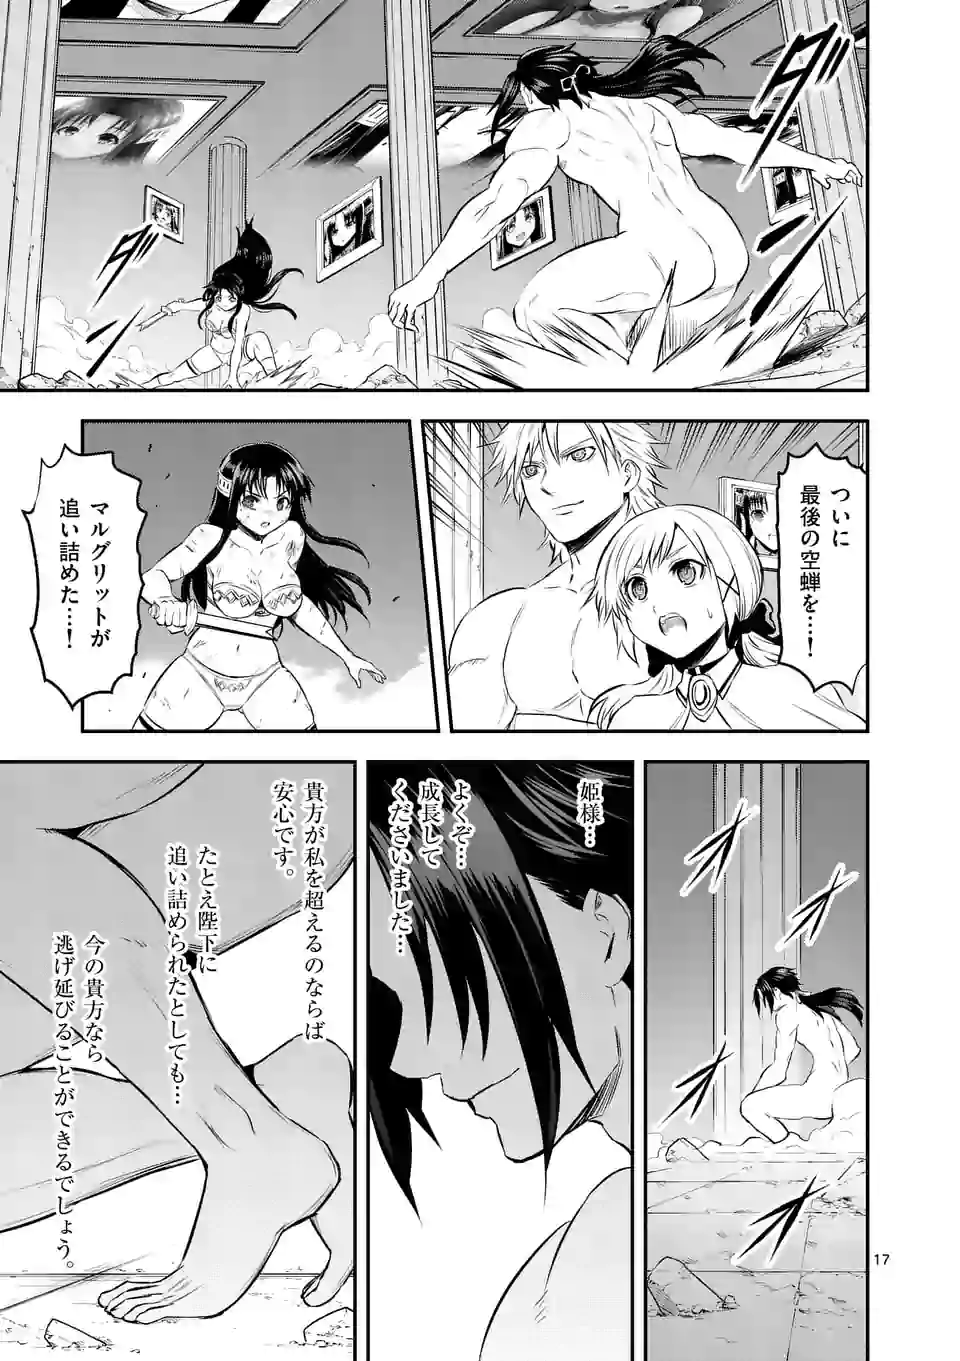 ダッ
ダンッ
ついに
最後の空蝉を…！
マルグリットが
追い詰めた…！
姫様…
よくぞ…
成長して
くださいました…
貴方が私を超えるのならば
安心です。
たとえ陛下に
追い詰められたとしても…
今の貴方なら
逃げ延びることができるでしょう。
17